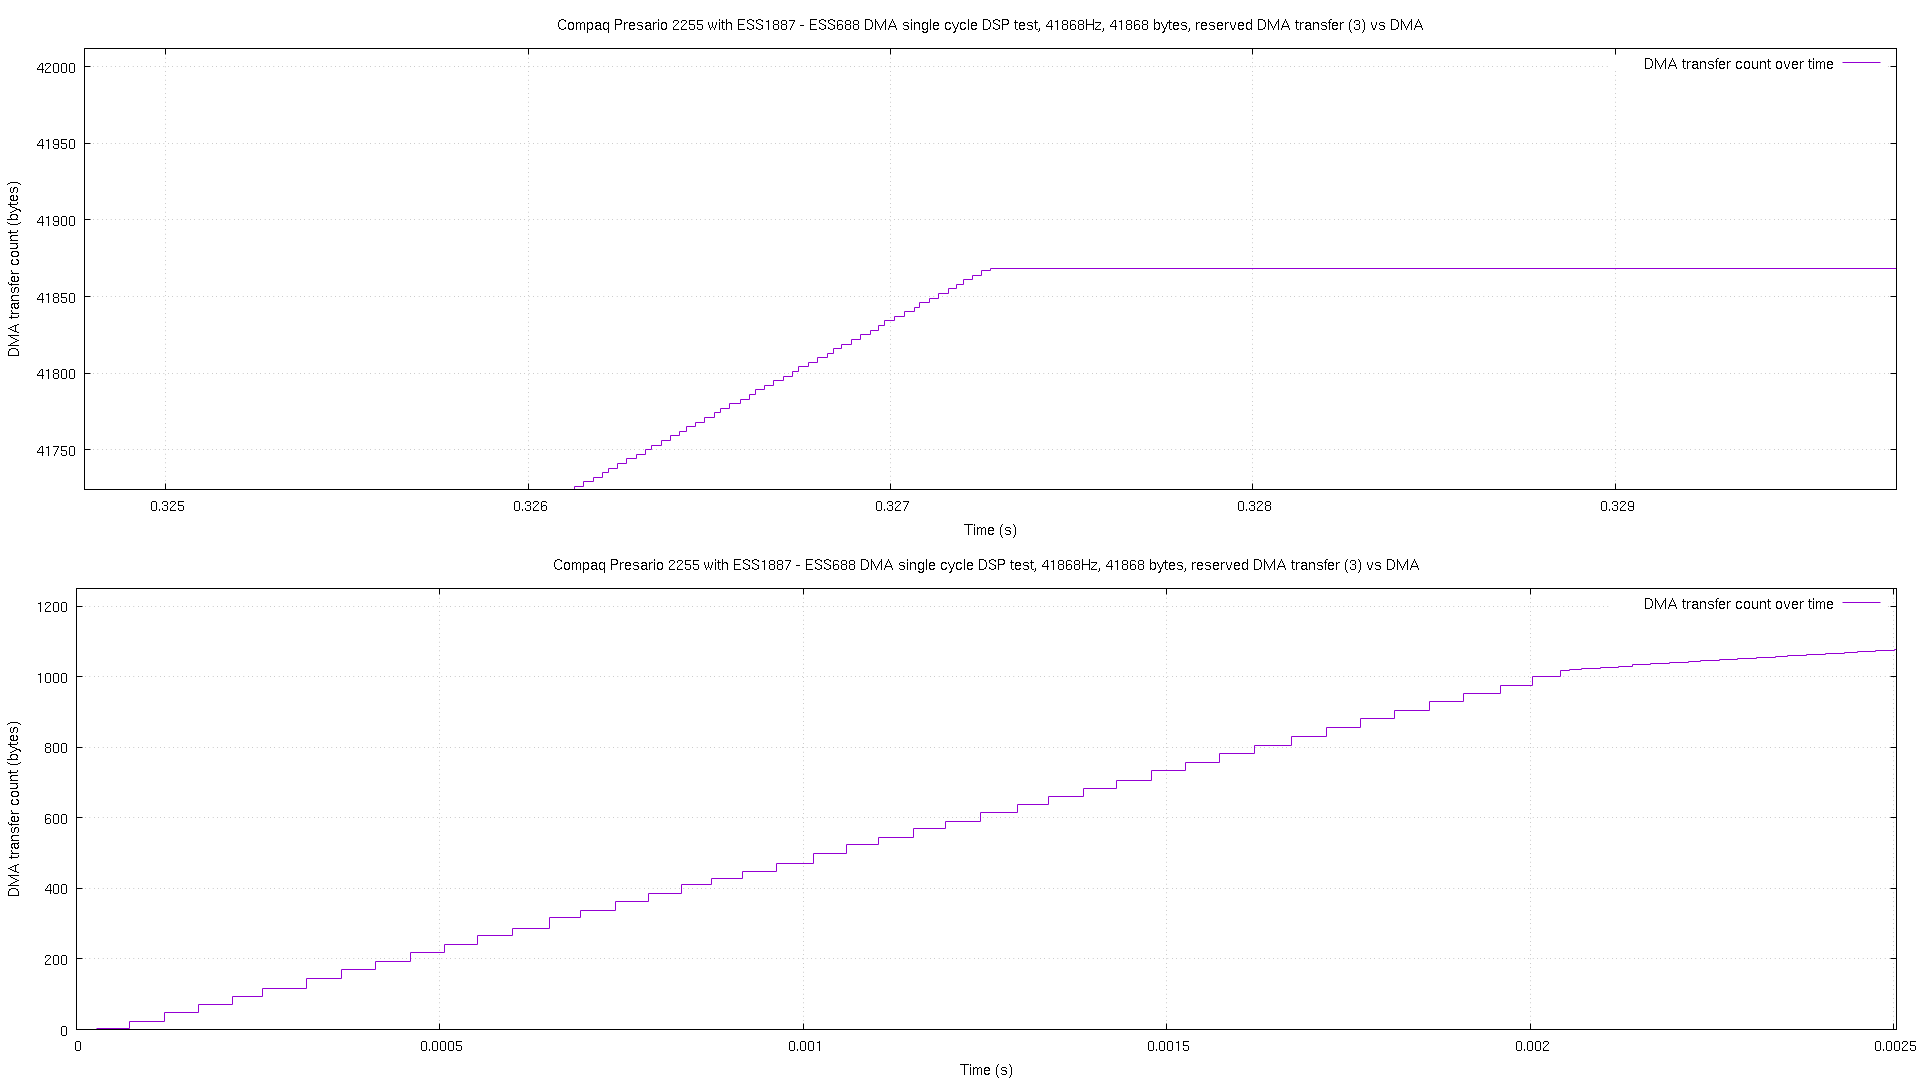 Compaq Presario 2255 with ESS1887 - ESS688 DMA single cycle DSP test, 41868Hz, 41868 bytes, reserved DMA transfer (3) vs DMA
DMA transfer count over time
42000
41950
41900
41850
41800
41750
DMA transfer count (bytes)
0.325 0.326 0.327 0.328 0.329
Time (s)
Compaq Presario 2255 with ESS1887 - ESS688 DMA single cycle DSP test, 41868Hz, 41868 bytes, reserved DMA transfer (3) vs DMA
DMA transfer count over time
1200
1000
800
600
400
200
0
DMA transfer count (bytes)
0 0.0005 0.001 0.0015 0.002 0.0025
Time (s)